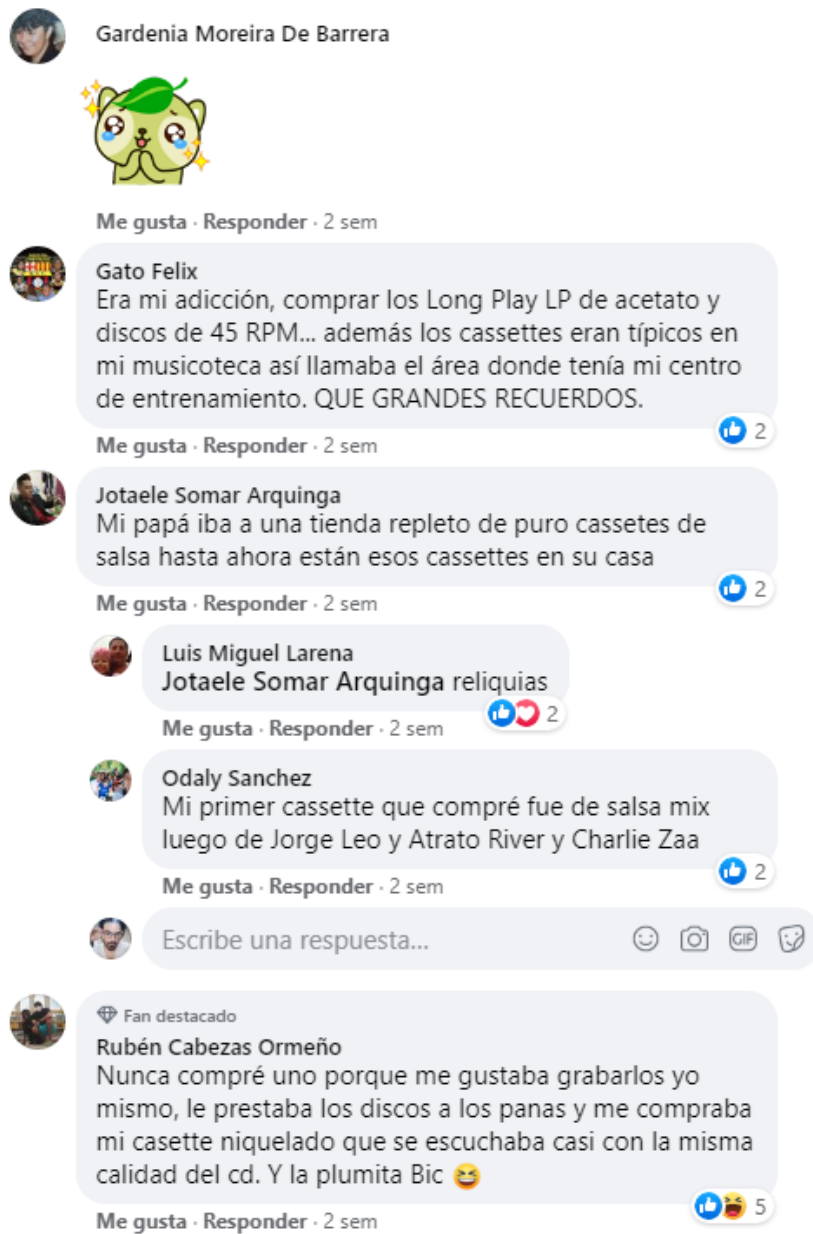 Gardenia Moreira De Barrera
Me gusta · Responder · 2 sem
Gato Felix
Era mi adicción, comprar los Long Play LP de acetato y
discos de 45 RPM... además los cassettes eran típicos en
mi musicoteca así llamaba el área donde tenía mi centro
de entrenamiento. QUE GRANDES RECUERDOS.
2
Me gusta · Responder · 2 sem
Jotaele Somar Arquinga
Mi papá iba a una tienda repleto de puro cassetes de
salsa hasta ahora están esos cassettes en su casa
2
Me gusta · Responder · 2 sem
Luis Miguel Larena
Jotaele Somar Arquinga reliquias
2
Me gusta · Responder · 2 sem
Odaly Sanchez
Mi primer cassette que compré fue de salsa mix
luego de Jorge Leo y Atrato River y Charlie Zaa
2
Me gusta · Responder · 2 sem
Escribe una respuesta... GIF
Fan destacado
Rubén Cabezas Ormeño
Nunca compré uno porque me gustaba grabarlos yo
mismo, le prestaba los discos a los panas y me compraba
mi casette niquelado que se escuchaba casi con la misma
calidad del cd. Y la plumita Bic 😆
5
Me gusta · Responder · 2 sem